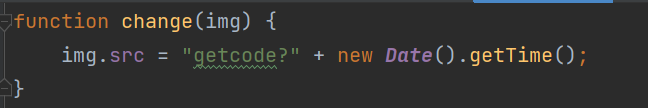 function change(img) {
    img.src = "getcode?" + new Date().getTime();
}